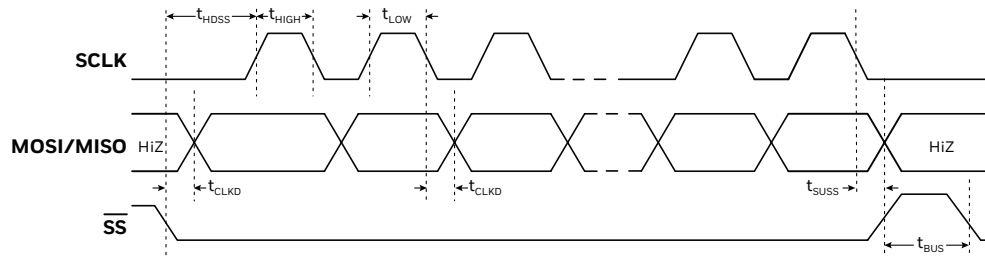 tHDSS tHIGH tLOW
SCLK
MOSI/MISO HiZ HiZ
tCLKD tCLKD tSUSS
SS
tBUS